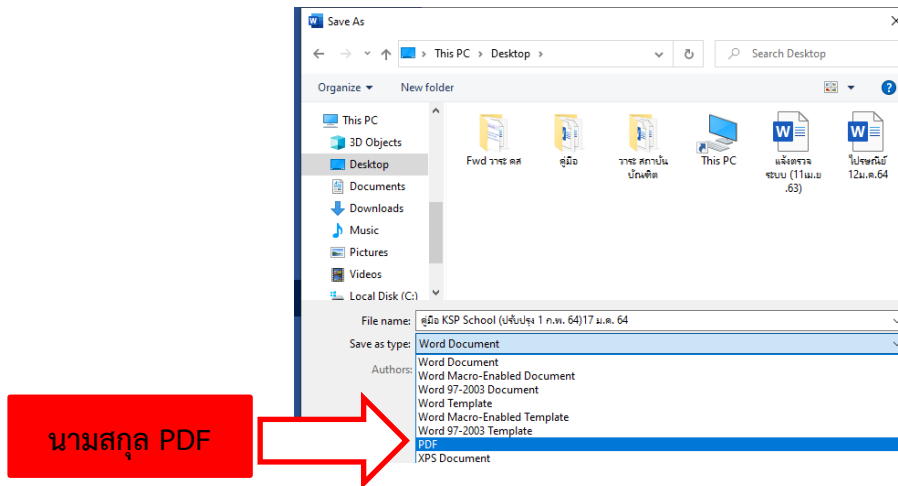 Save As
This PC > Desktop >
Search Desktop
Organize
New folder
This PC
3D Objects
Desktop
Documents
Downloads
Music
Pictures
Videos
Local Disk (C:)
Fwd วาระ คส
คู่มือ
วาระ สถาบัน
บัณฑิต
This PC
แจ้งตรวจ
ระบบ (11เม.ย
.63)
ไปรษณีย์
12ม.ค.64
File name: คู่มือ KSP School (ปรับปรุง 1 ก.พ. 64)17 ม.ค. 64
Save as type: Word Document
Authors:
Word Document
Word Macro-Enabled Document
Word 97-2003 Document
Word Template
Word Macro-Enabled Template
Word 97-2003 Template
PDF
XPS Document
นามสกุล PDF